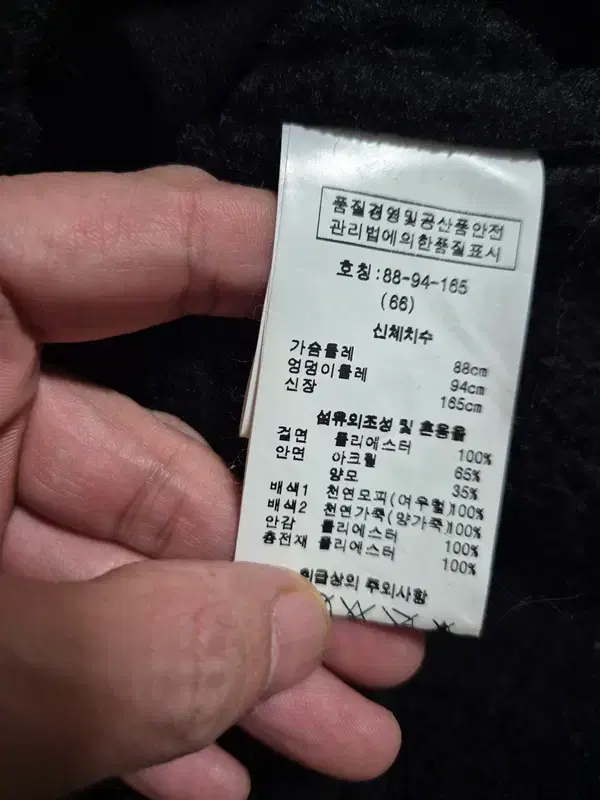 품질경영및공산품안전
관리법에의한품질표시
호칭:88-94-165
(66)
신체치수
가슴둘레 88cm
엉덩이둘레 94cm
신장 165cm
섬유의조성 및 혼용율
겉면 폴리에스터 100%
안면 아크릴 65%
양모 35%
배색1 천연모피(여우털)100%
배색2 천연가죽(양가죽)100%
안감 폴리에스터 100%
충전재 폴리에스터 100%
취급상의 주의사항